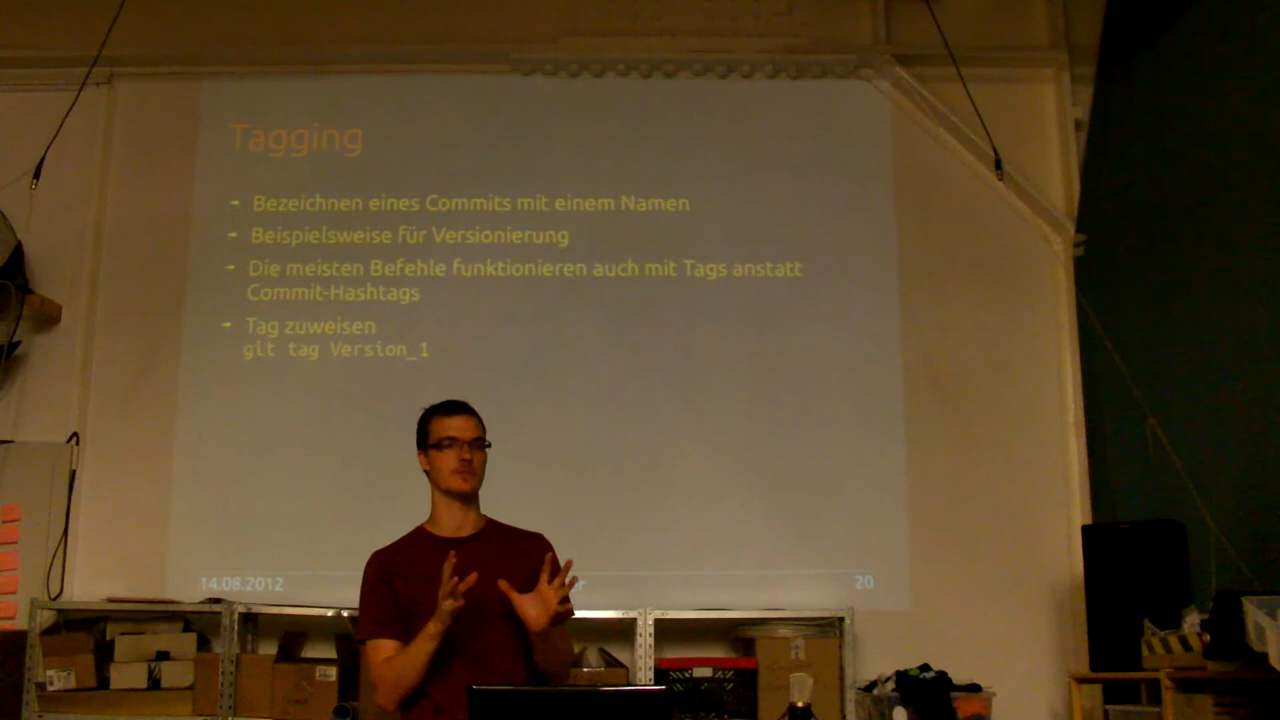 Tagging
Bezeichnen eines Commits mit einem Namen
Beispielsweise für Versionierung
Die meisten Befehle funktionieren auch mit Tags anstatt
Commit-Hashtags
Tag zuweisen
git tag Version_1
14.08.2012
20